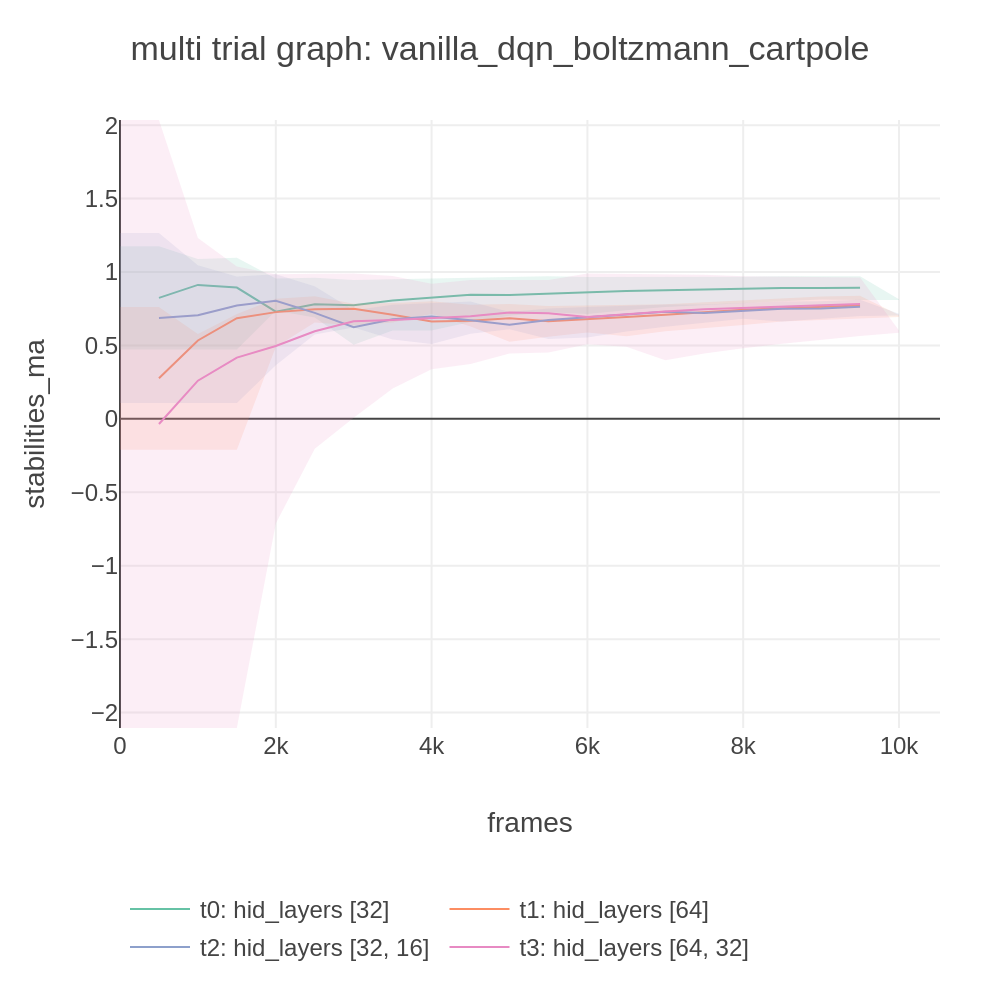 multi trial graph: vanilla_dqn_boltzmann_cartpole
2
1.5
1
0.5
0
−0.5
−1
−1.5
−2
stabilities_ma
0 2k 4k 6k 8k 10k
frames
t0: hid_layers [32] t1: hid_layers [64]
t2: hid_layers [32, 16] t3: hid_layers [64, 32]